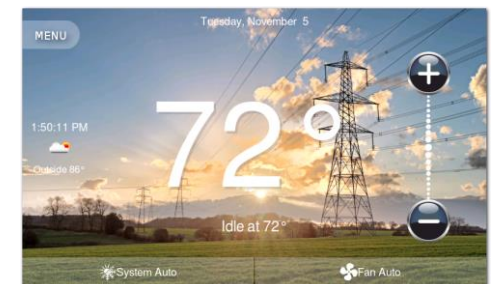 Tuesday, November 5
MENU
72°
1:50:11 PM
Outside 86°
Idle at 72°
System Auto
Fan Auto